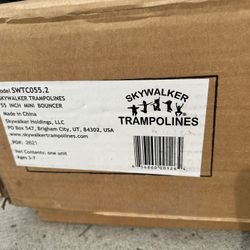 Model SWTC055.2
SKYWALKER TRAMPOLINES
55 INCH MINI BOUNCER
Made in China
Skywalker Holdings, LLC
PO Box 547, Brigham City, UT, 84302, USA
www.skywalkertrampolines.com
PO#: 2621
Net Contents: one unit
Ages 3-7
SKYWALKER
TRAMPOLINES